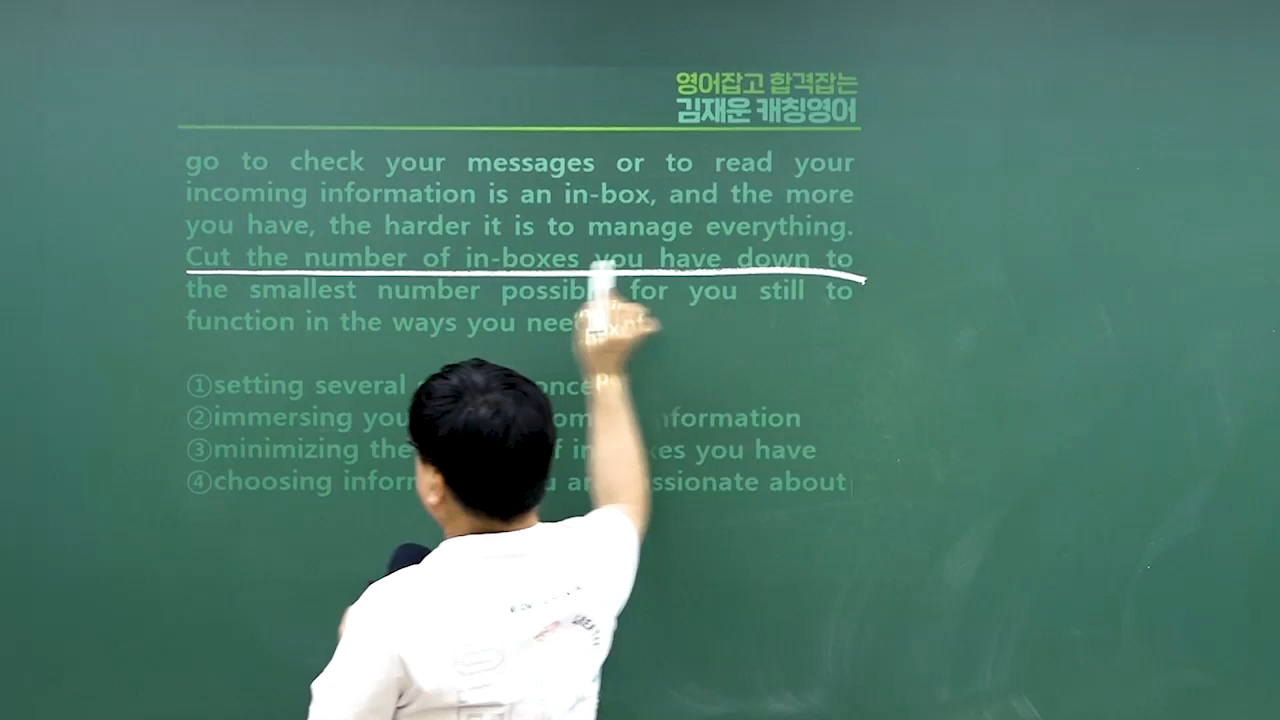 영어잡고 합격잡는
김재운 캐칭영어
go to check your messages or to read your
incoming information is an in-box, and the more
you have, the harder it is to manage everything.
Cut the number of in-boxes you have down to
the smallest number possible for you still to
function in the ways you need
①setting several
②immersing information
③minimizing the you have
④choosing about